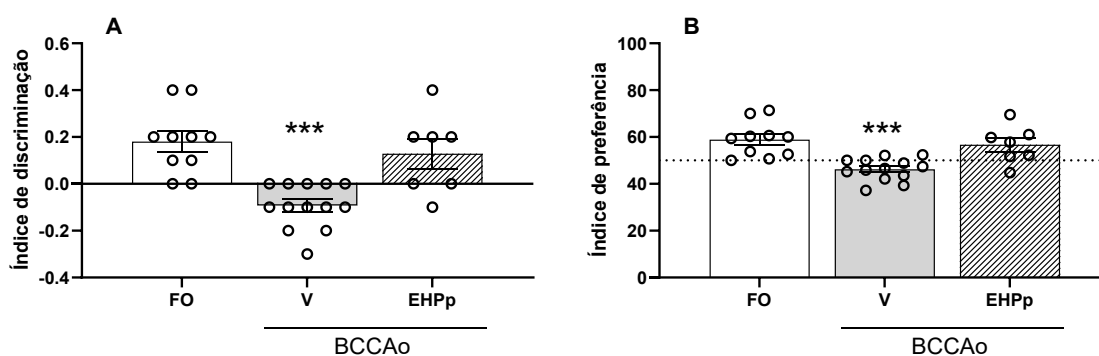 A
Índice de discriminação
0.6
0.4
0.2
0.0
-0.2
-0.4
***
FO
V
EHPp
BCCAo
B
Índice de preferência
100
80
60
40
20
0
***
FO
V
EHPp
BCCAo